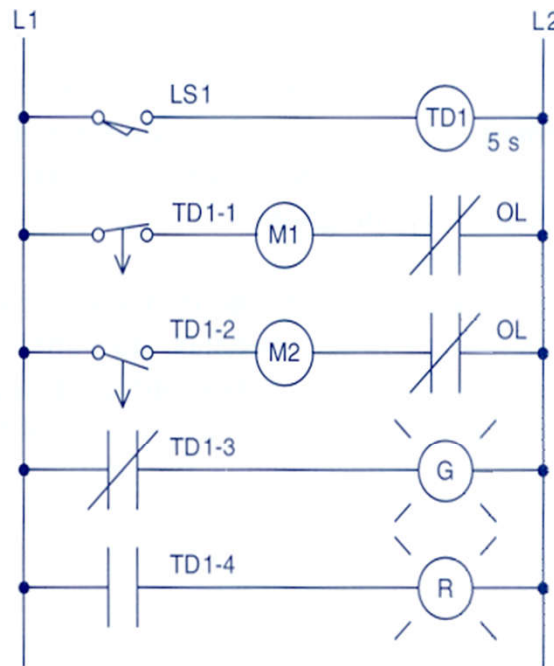 L1 L2
LS1
TD1
5 s
TD1-1
OL
M1
TD1-2
OL
M2
TD1-3
G
TD1-4
R